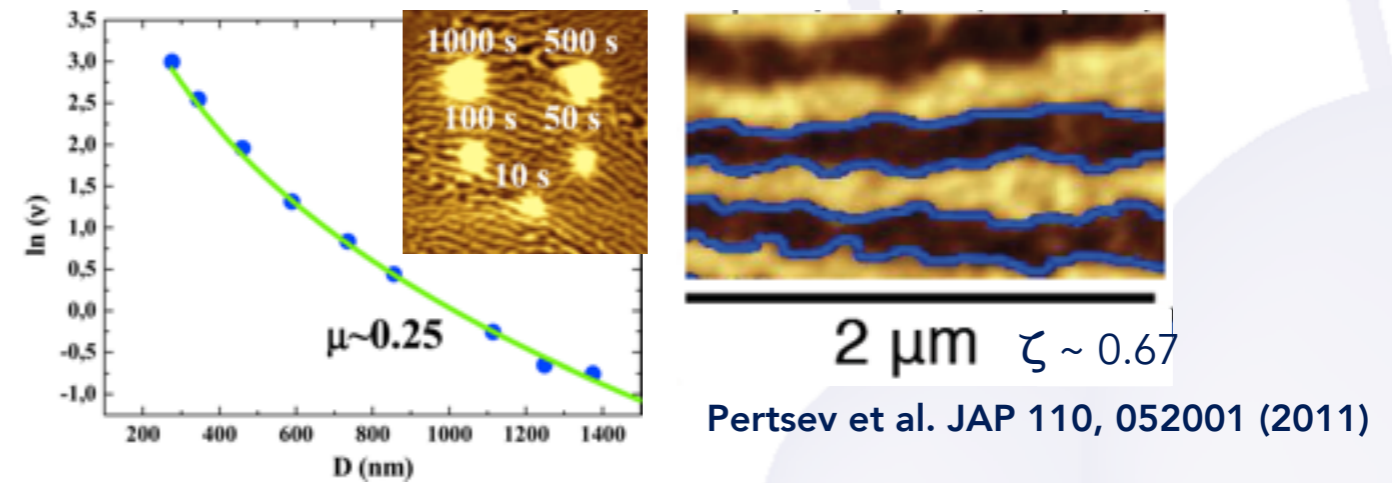 3,5
3,0
2,5
2,0
1,5
1,0
0,5
0,0
-0,5
-1,0
ln (v)
1000 s 500 s
100 s 50 s
10 s
μ~0.25
200 400 600 800 1000 1200 1400
D (nm)
2 μm ζ ~ 0.67
Pertsev et al. JAP 110, 052001 (2011)